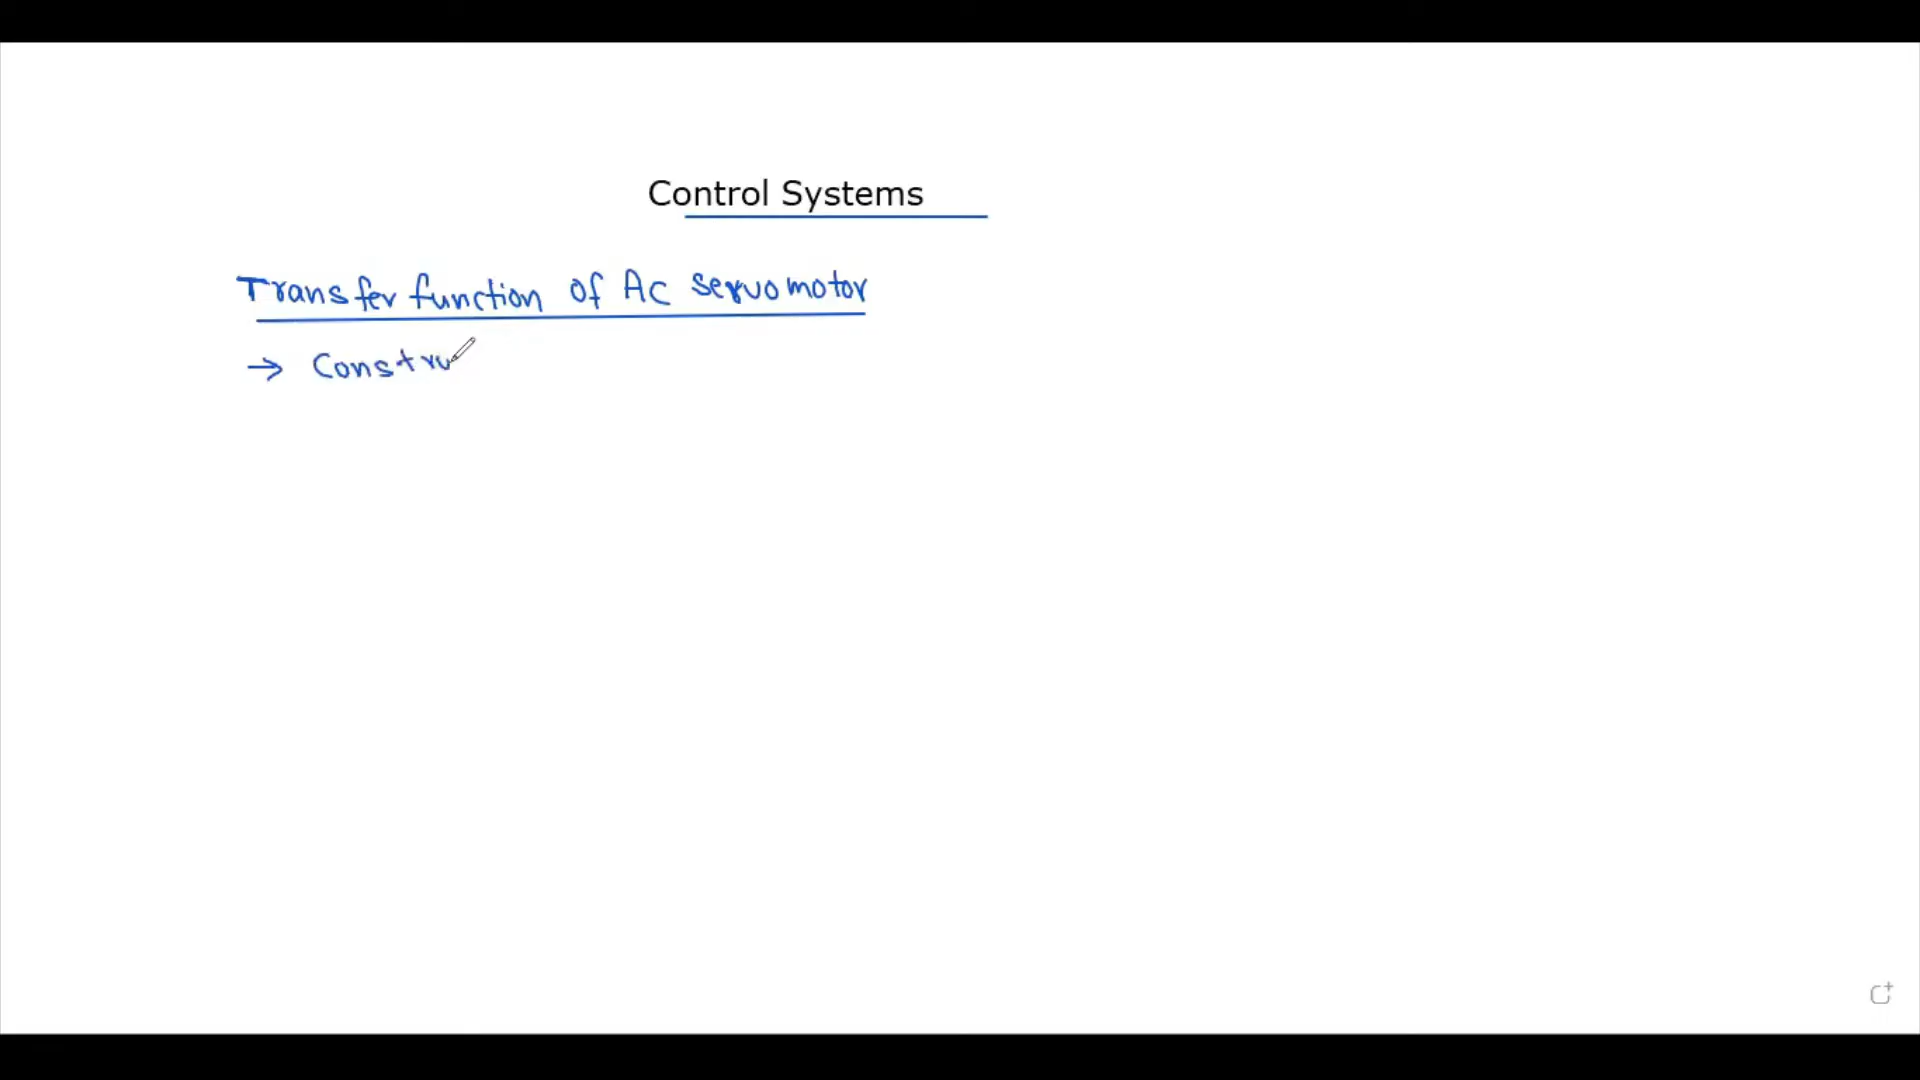 Control Systems
Transfer function of AC servomotor
→ Constru